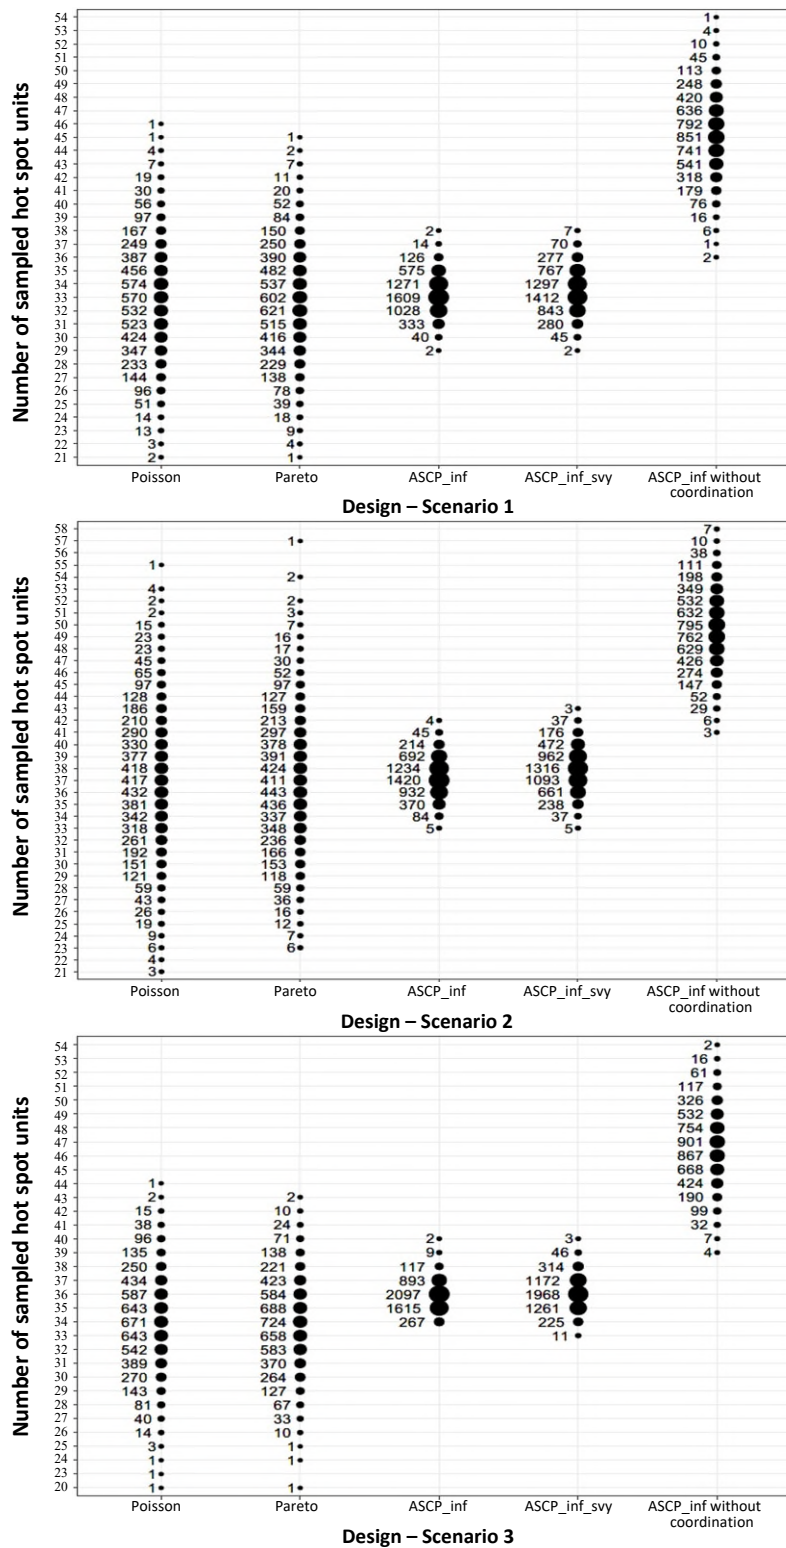 Number of sampled hot spot units
54 1
53 4
52 10
51 45
50 113
49 248
48 420
47 636
46 1 792
45 1 1 851
44 4 2 741
43 7 7 541
42 19 11 318
41 30 20 179
40 56 52 76
39 97 84 16
38 167 150 2 7 6
37 249 250 14 70 1
36 387 390 126 277 2
35 456 482 575 767
34 574 537 1271 1297
33 570 602 1609 1412
32 532 621 1028 843
31 523 515 333 280
30 424 416 40 45
29 347 344 2 2
28 233 229
27 144 138
26 96 78
25 51 39
24 14 18
23 13 9
22 3 4
21 2 1
Poisson Pareto ASCP_inf ASCP_inf_svy ASCP_inf without
coordination
Design – Scenario 1
Number of sampled hot spot units
58 7
57 1 10
56 38
55 1 111
54 2 198
53 4 349
52 2 2 532
51 2 3 632
50 15 7 795
49 23 16 762
48 23 17 629
47 45 30 426
46 65 52 274
45 97 97 147
44 128 127 52
43 186 159 3 29
42 210 213 4 37 6
41 290 297 45 176 3
40 330 378 214 472
39 377 391 692 962
38 418 424 1234 1316
37 417 411 1420 1093
36 432 443 932 661
35 381 436 370 238
34 342 337 84 37
33 318 348 5 5
32 261 236
31 192 166
30 151 153
29 121 118
28 59 59
27 43 36
26 26 16
25 19 12
24 9 7
23 6 6
22 4
21 3
Poisson Pareto ASCP_inf ASCP_inf_svy ASCP_inf without
coordination
Design – Scenario 2
Number of sampled hot spot units
54 2
53 16
52 61
51 117
50 326
49 532
48 754
47 901
46 867
45 668
44 1 424
43 2 2 190
42 15 10 99
41 38 24 32
40 96 71 2 3 7
39 135 138 9 46 4
38 250 221 117 314
37 434 423 893 1172
36 587 584 2097 1968
35 643 688 1615 1261
34 671 724 267 225
33 643 658 11
32 542 583
31 389 370
30 270 264
29 143 127
28 81 67
27 40 33
26 14 10
25 3 1
24 1 1
23 1
20 1 1
Poisson Pareto ASCP_inf ASCP_inf_svy ASCP_inf without
coordination
Design – Scenario 3